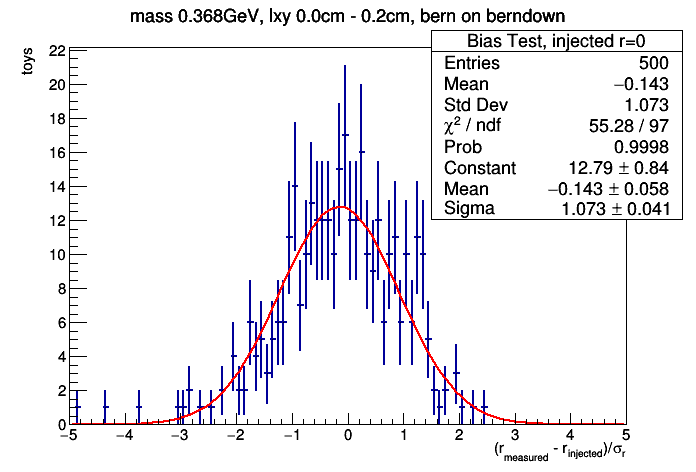 mass 0.368GeV, lxy 0.0cm - 0.2cm, bern on berndown
toys
Bias Test, injected r=0
Entries 500
Mean −0.143
Std Dev 1.073
χ² / ndf 55.28 / 97
Prob 0.9998
Constant 12.79 ± 0.84
Mean −0.143 ± 0.058
Sigma 1.073 ± 0.041
22
20
18
16
14
12
10
8
6
4
2
0
−5 −4 −3 −2 −1 0 1 2 3 4 5
(r_measured - r_injected)/σ_r